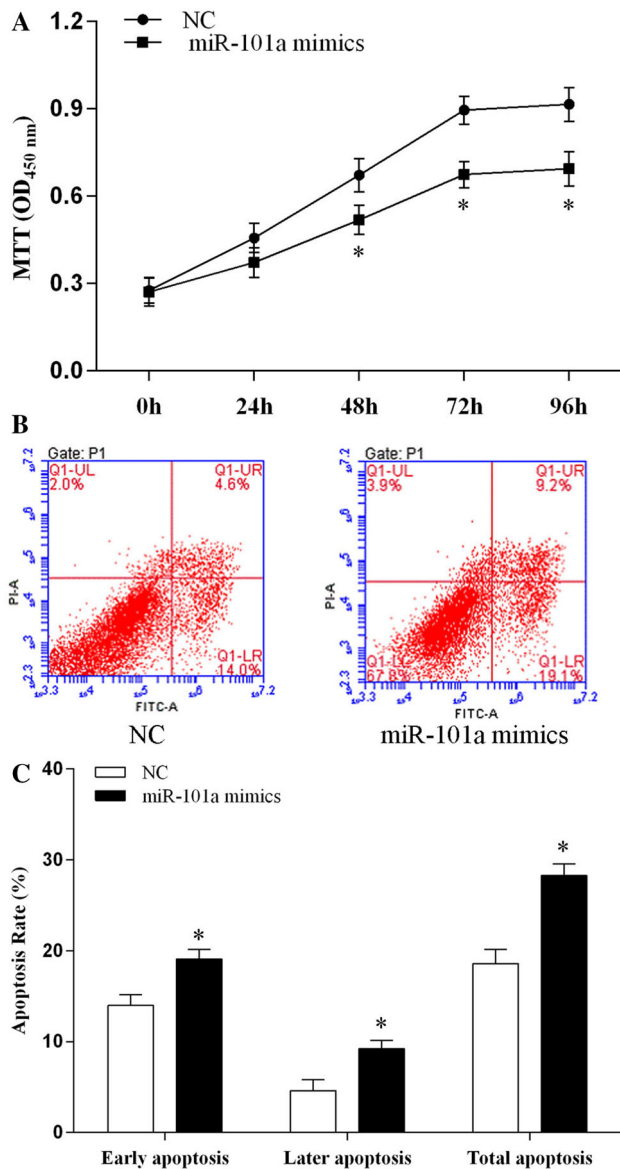 A
1.2
NC
miR-101a mimics
0.9
0.6
0.3
0.0
MTT (OD450 nm)
*
*
*
0h 24h 48h 72h 96h
B
Gate: P1
Q1-UL
2.0%
Q1-UR
4.6%
Q1-LR
14.0%
PI-A
FITC-A
NC
Gate: P1
Q1-UL
3.9%
Q1-UR
9.2%
67.8%
Q1-LR
19.1%
PI-A
FITC-A
miR-101a mimics
C
40
NC
miR-101a mimics
30
20
10
0
Apoptosis Rate (%)
*
*
*
Early apoptosis Later apoptosis Total apoptosis